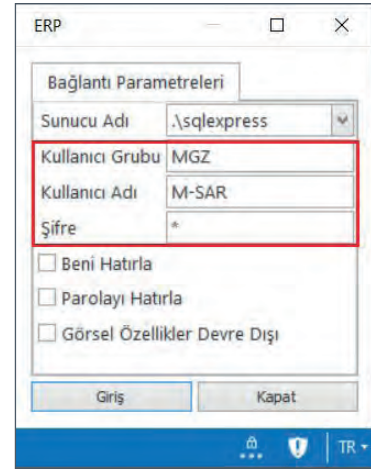 ERP
Bağlantı Parametreleri
Sunucu Adı .\sqlexpress
Kullanıcı Grubu MGZ
Kullanıcı Adı M-SAR
Şifre *
Beni Hatırla
Parolayı Hatırla
Görsel Özellikler Devre Dışı
Giriş Kapat
TR